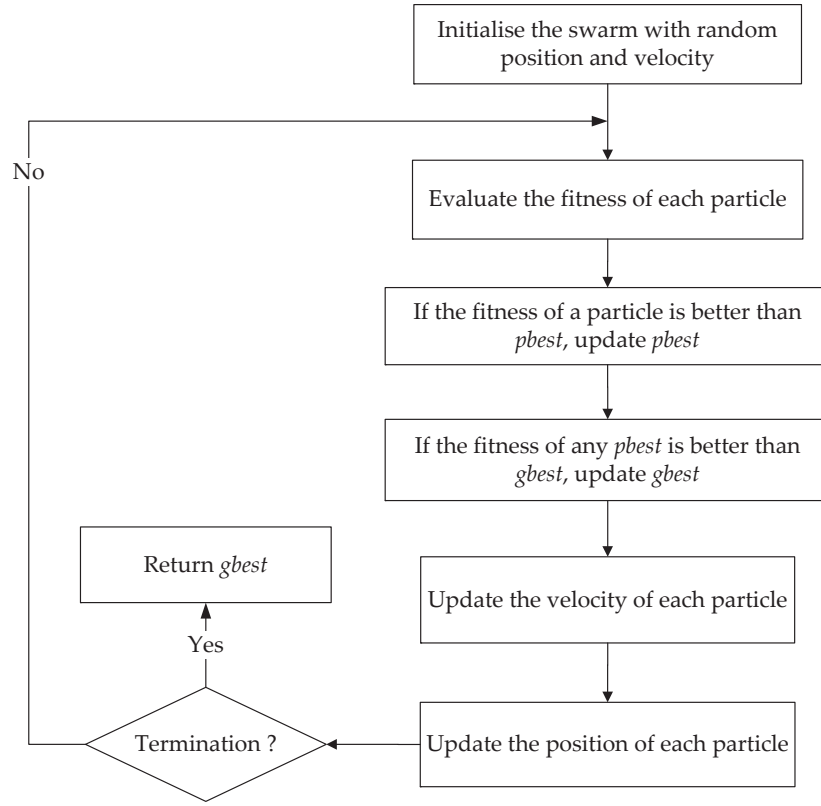 Initialise the swarm with random
position and velocity
No
Evaluate the fitness of each particle
If the fitness of a particle is better than
pbest, update pbest
If the fitness of any pbest is better than
gbest, update gbest
Return gbest
Update the velocity of each particle
Yes
Termination ?
Update the position of each particle